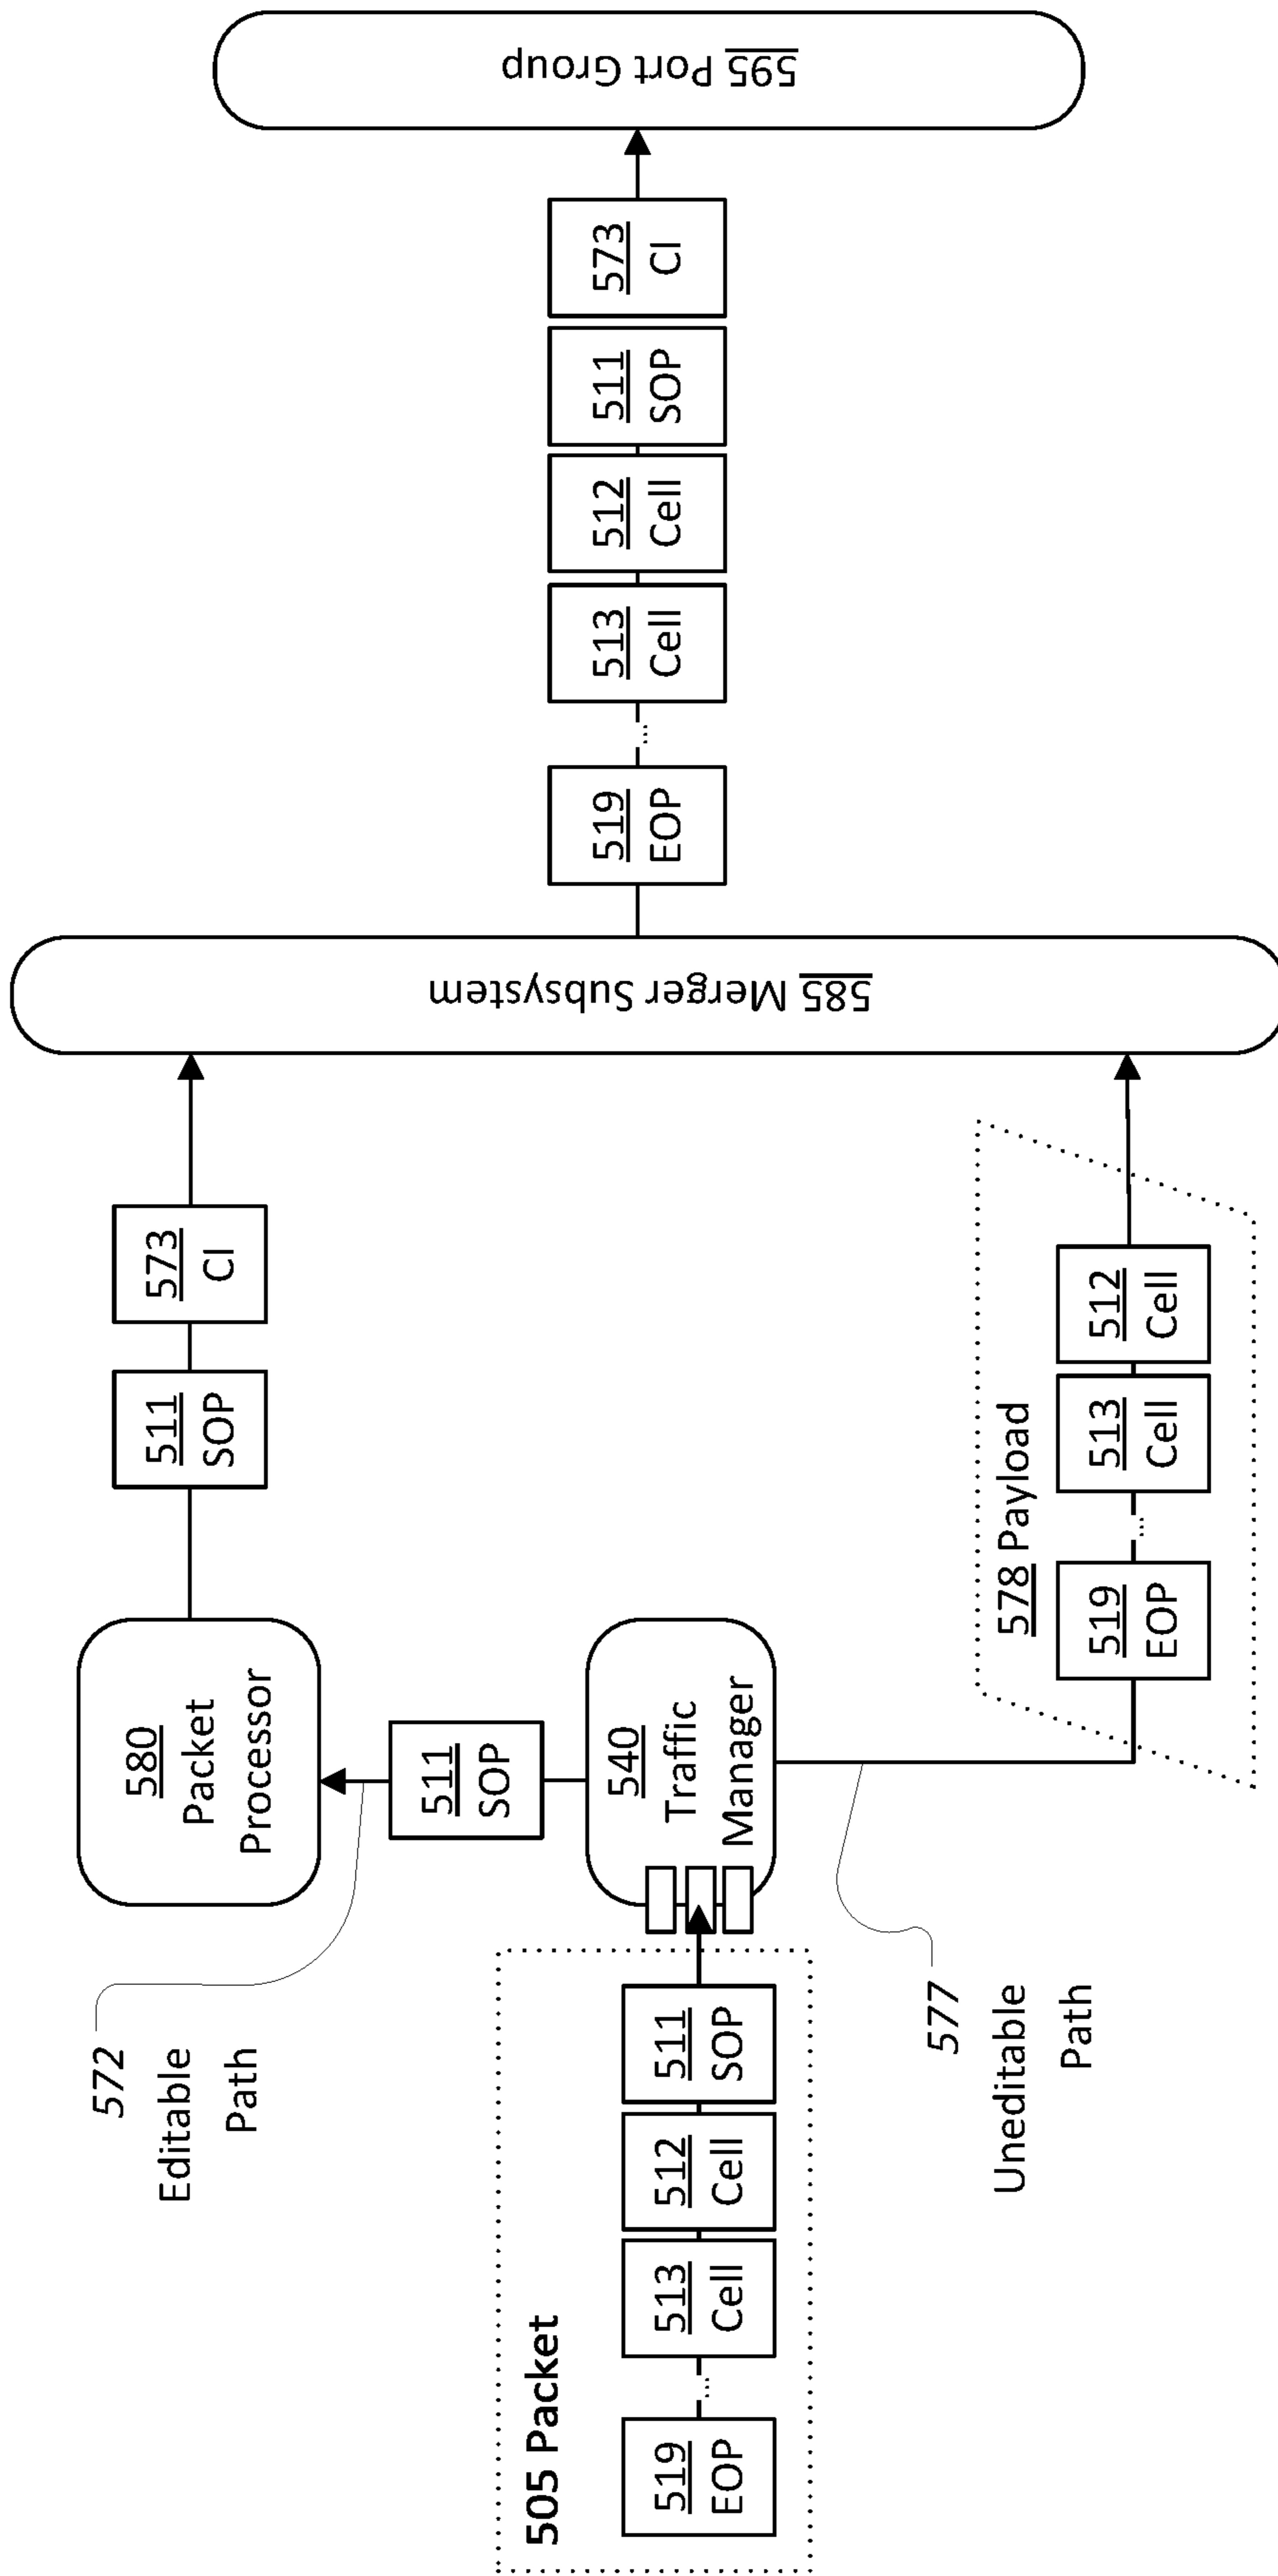 572
Editable
Path
580
Packet
Processor
511
SOP
573
CI
511
SOP
505 Packet
519
EOP
...
513
Cell
512
Cell
511
SOP
540
Traffic
Manager
577
Uneditable
Path
578 Payload
519
EOP
...
513
Cell
512
Cell
585 Merger Subsystem
519
EOP
...
513
Cell
512
Cell
511
SOP
573
CI
595 Port Group